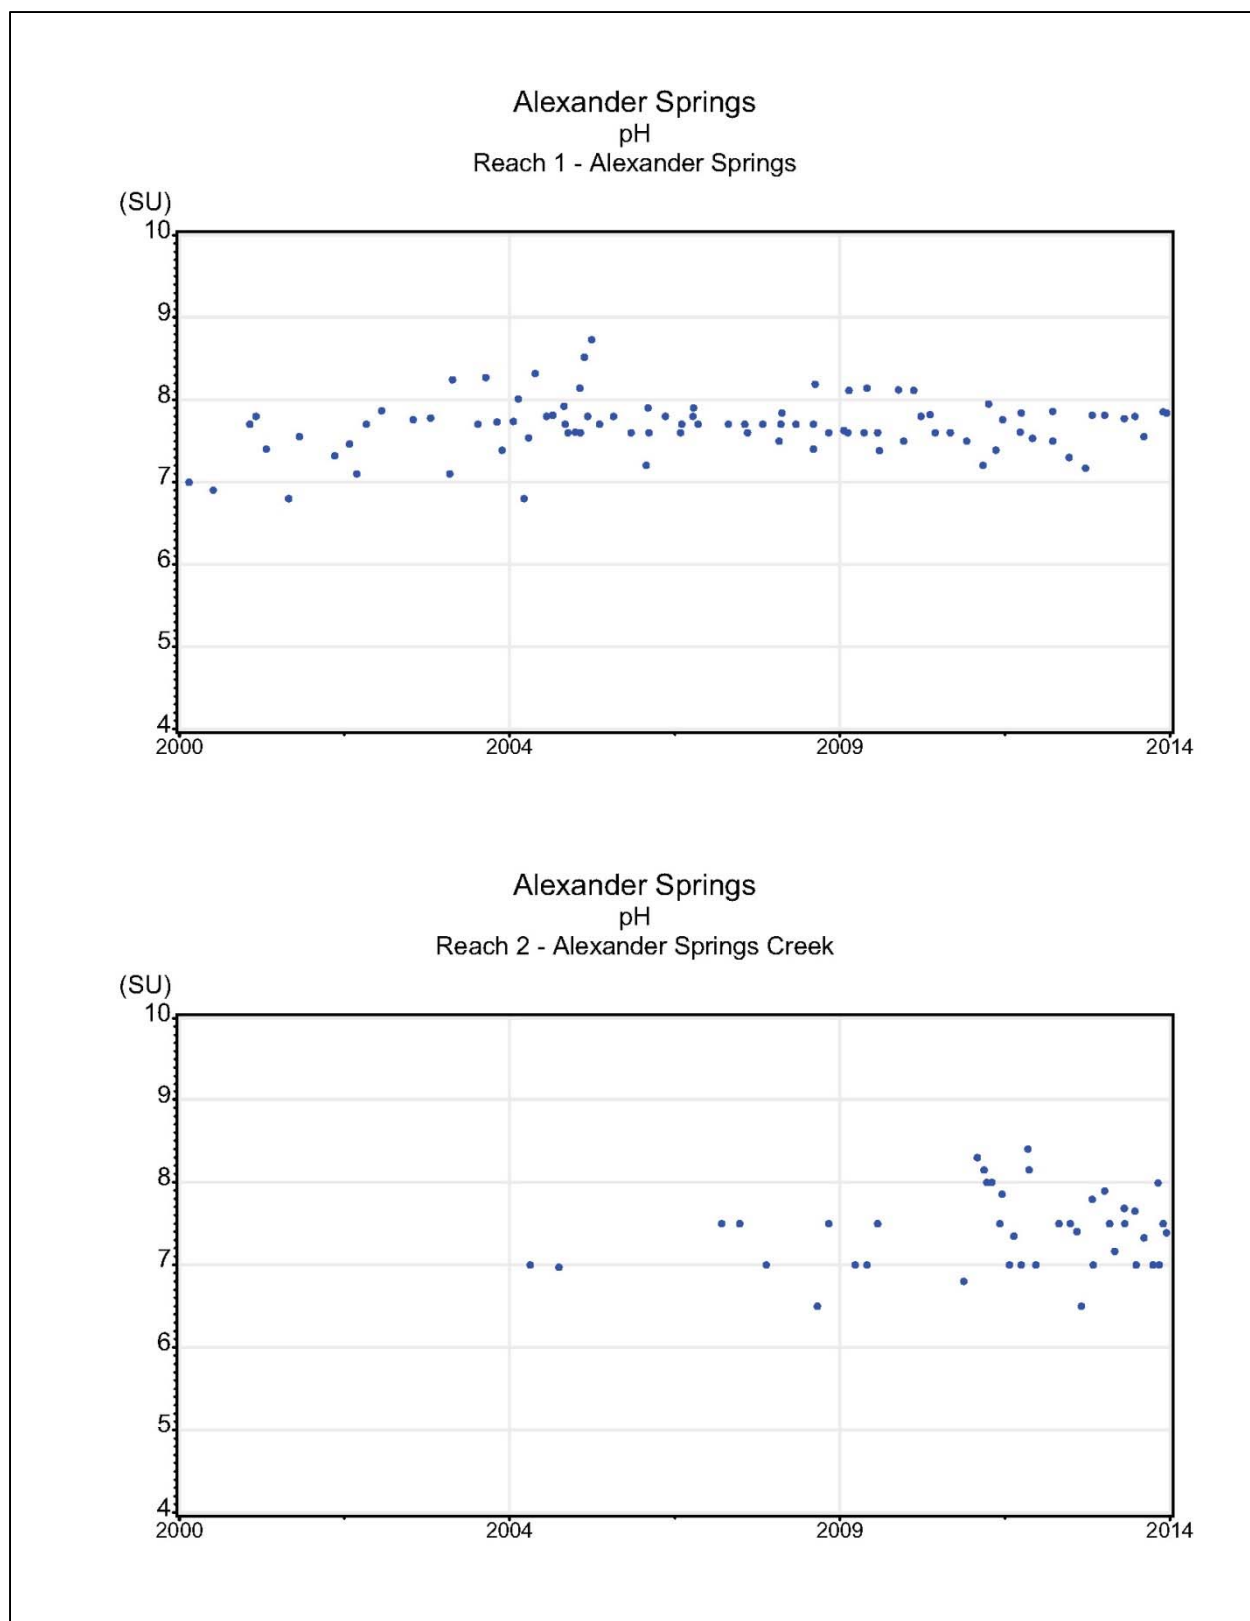 Alexander Springs
pH
Reach 1 - Alexander Springs
(SU)
10
9
8
7
6
5
4
2000 2004 2009 2014
Alexander Springs
pH
Reach 2 - Alexander Springs Creek
(SU)
10
9
8
7
6
5
4
2000 2004 2009 2014